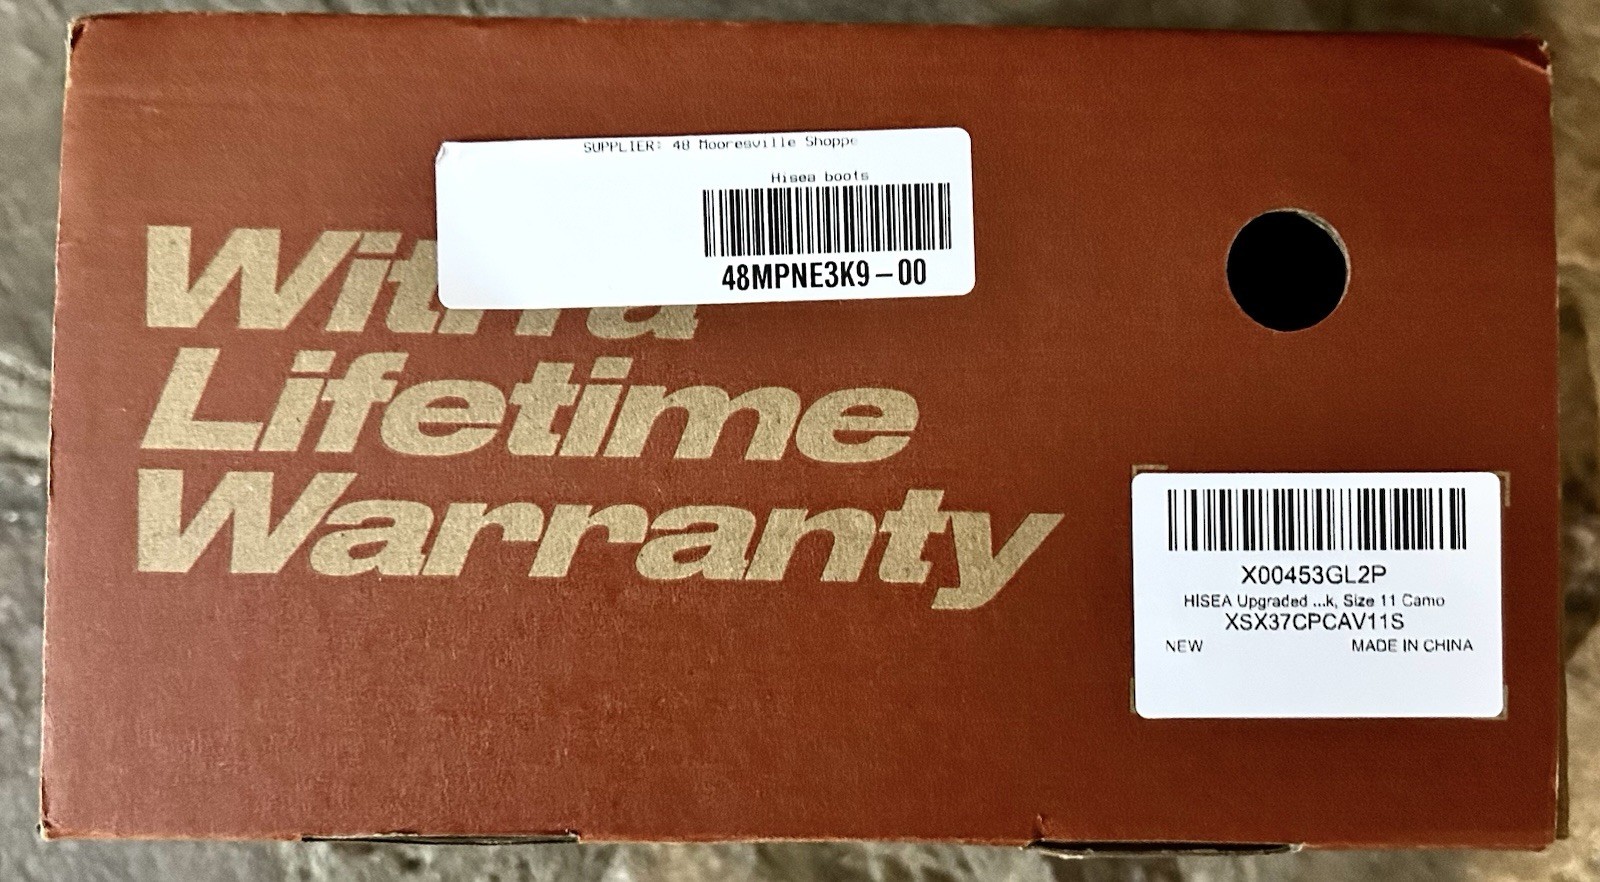 SUPPLIER: 48 Mooresville Shoppe
Hisea boots
48MPNE3K9-00
With a
Lifetime
Warranty
X00453GL2P
HISEA Upgraded ...k, Size 11 Camo
XSX37CPCAV11S
NEW MADE IN CHINA